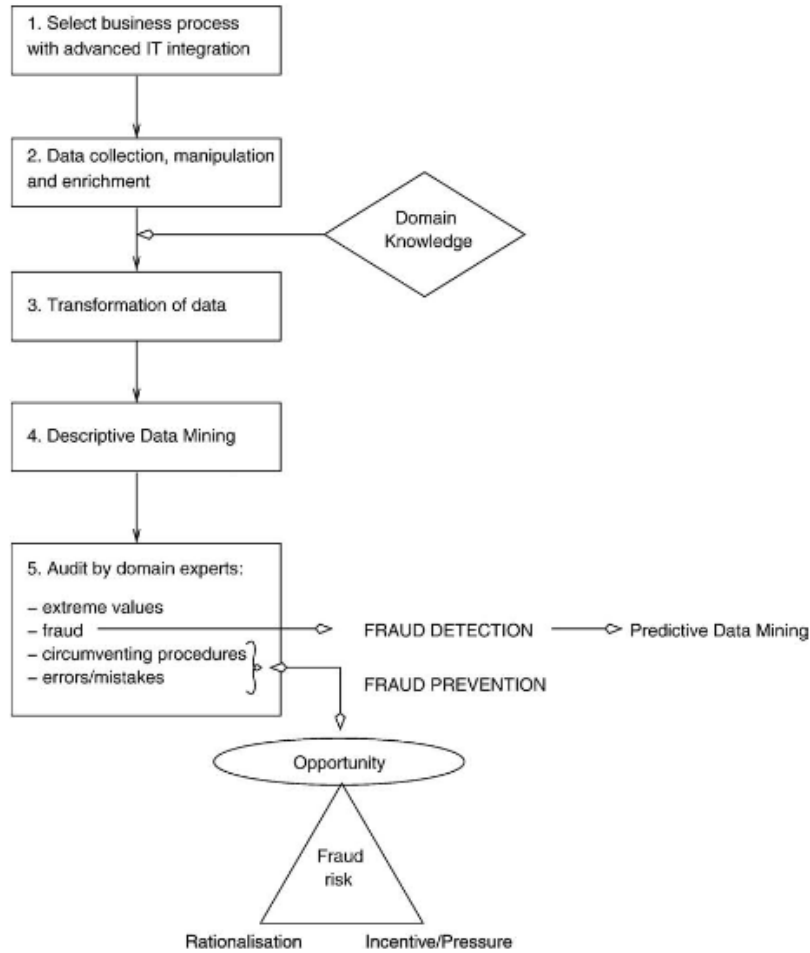 1. Select business process
with advanced IT integration
2. Data collection, manipulation
and enrichment
Domain
Knowledge
3. Transformation of data
4. Descriptive Data Mining
5. Audit by domain experts:
– extreme values
– fraud
FRAUD DETECTION
Predictive Data Mining
– circumventing procedures
– errors/mistakes
FRAUD PREVENTION
Opportunity
Fraud
risk
Rationalisation
Incentive/Pressure